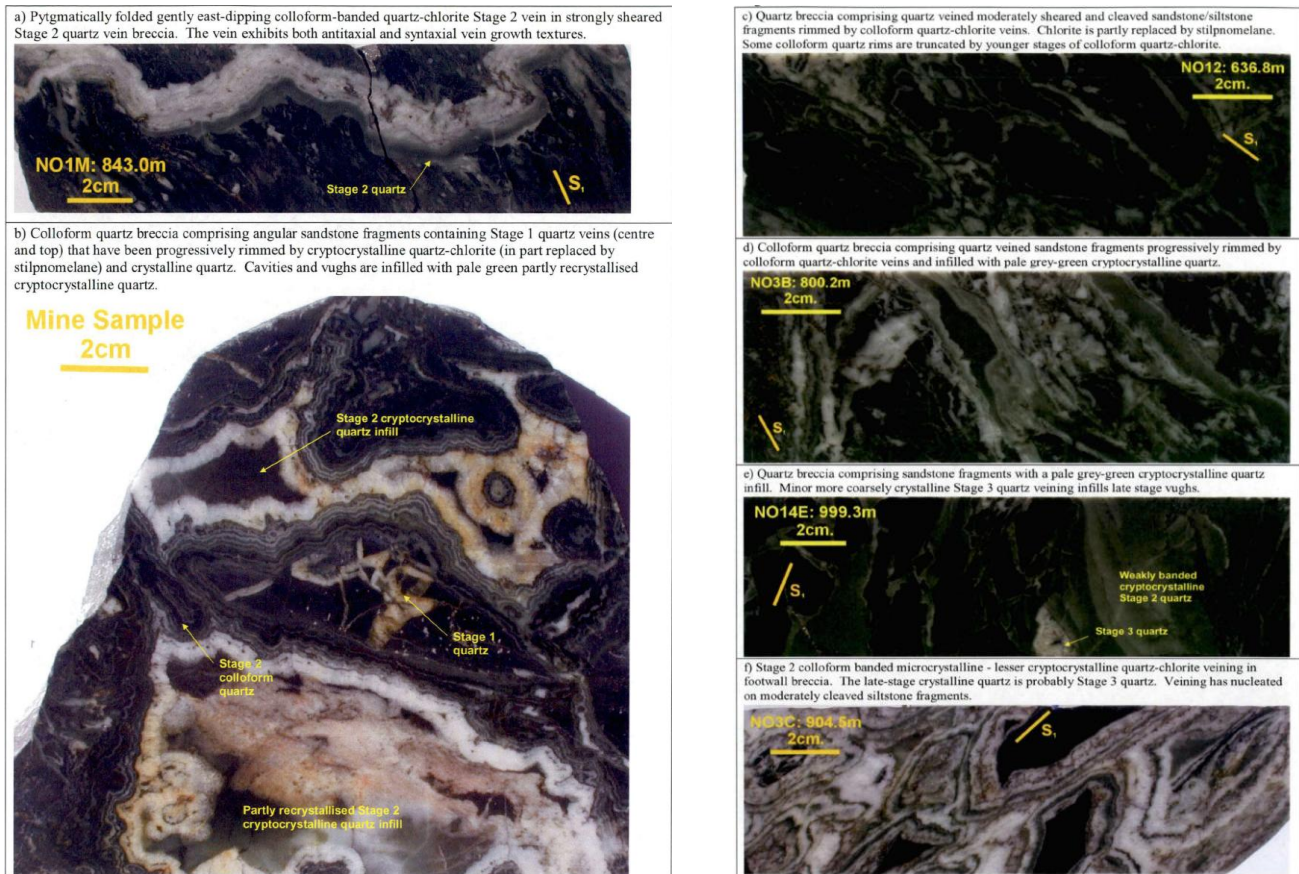 a) Pytgmatically folded gently east-dipping colloform-banded quartz-chlorite Stage 2 vein in strongly sheared
Stage 2 quartz vein breccia. The vein exhibits both antitaxial and syntaxial vein growth textures.
NO1M: 843.0m
2cm
Stage 2 quartz
S₁
b) Colloform quartz breccia comprising angular sandstone fragments containing Stage 1 quartz veins (centre
and top) that have been progressively rimmed by cryptocrystalline quartz-chlorite (in part replaced by
stilpnomelane) and crystalline quartz. Cavities and vughs are infilled with pale green partly recrystallised
cryptocrystalline quartz.
Mine Sample
2cm
Stage 2 cryptocrystalline
quartz infill
Stage 1
quartz
Stage 2
colloform
quartz
Partly recrystallised Stage 2
cryptocrystalline quartz infill
c) Quartz breccia comprising quartz veined moderately sheared and cleaved sandstone/siltstone
fragments rimmed by colloform quartz-chlorite veins. Chlorite is partly replaced by stilpnomelane.
Some colloform quartz rims are truncated by younger stages of colloform quartz-chlorite.
NO12: 636.8m
2cm.
S₁
d) Colloform quartz breccia comprising quartz veined sandstone fragments progressively rimmed by
colloform quartz-chlorite veins and infilled with pale grey-green cryptocrystalline quartz.
NO3B: 800.2m
2cm.
S₁
e) Quartz breccia comprising sandstone fragments with a pale grey-green cryptocrystalline quartz
infill. Minor more coarsely crystalline Stage 3 quartz veining infills late stage vughs.
NO14E: 999.3m
2cm.
S₁
Weakly banded
cryptocrystalline
Stage 2 quartz
Stage 3 quartz
f) Stage 2 colloform banded microcrystalline - lesser cryptocrystalline quartz-chlorite veining in
footwall breccia. The late-stage crystalline quartz is probably Stage 3 quartz. Veining has nucleated
on moderately cleaved siltstone fragments.
NO3C: 904.5m
2cm.
S₁